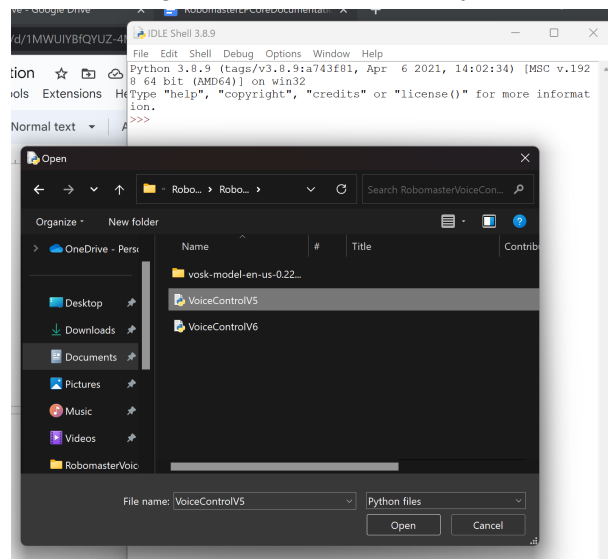 ve - Google Drive
RobomasterEPCoreDocumentati
/d/1MWUIYBfQYUZ-4
IDLE Shell 3.8.9
File Edit Shell Debug Options Window Help
Python 3.8.9 (tags/v3.8.9:a743f81, Apr 6 2021, 14:02:34) [MSC v.192
8 64 bit (AMD64)] on win32
Type "help", "copyright", "credits" or "license()" for more informat
ion.
>>>
tion
ools Extensions He
Normal text
Open
Robo... › Robo... ›
Search RobomasterVoiceCon...
Organize
New folder
OneDrive - Perso
Name # Title Contribu
vosk-model-en-us-0.22...
VoiceControlV5
VoiceControlV6
Desktop
Downloads
Documents
Pictures
Music
Videos
RobomasterVoic
File name: VoiceControlV5
Python files
Open Cancel